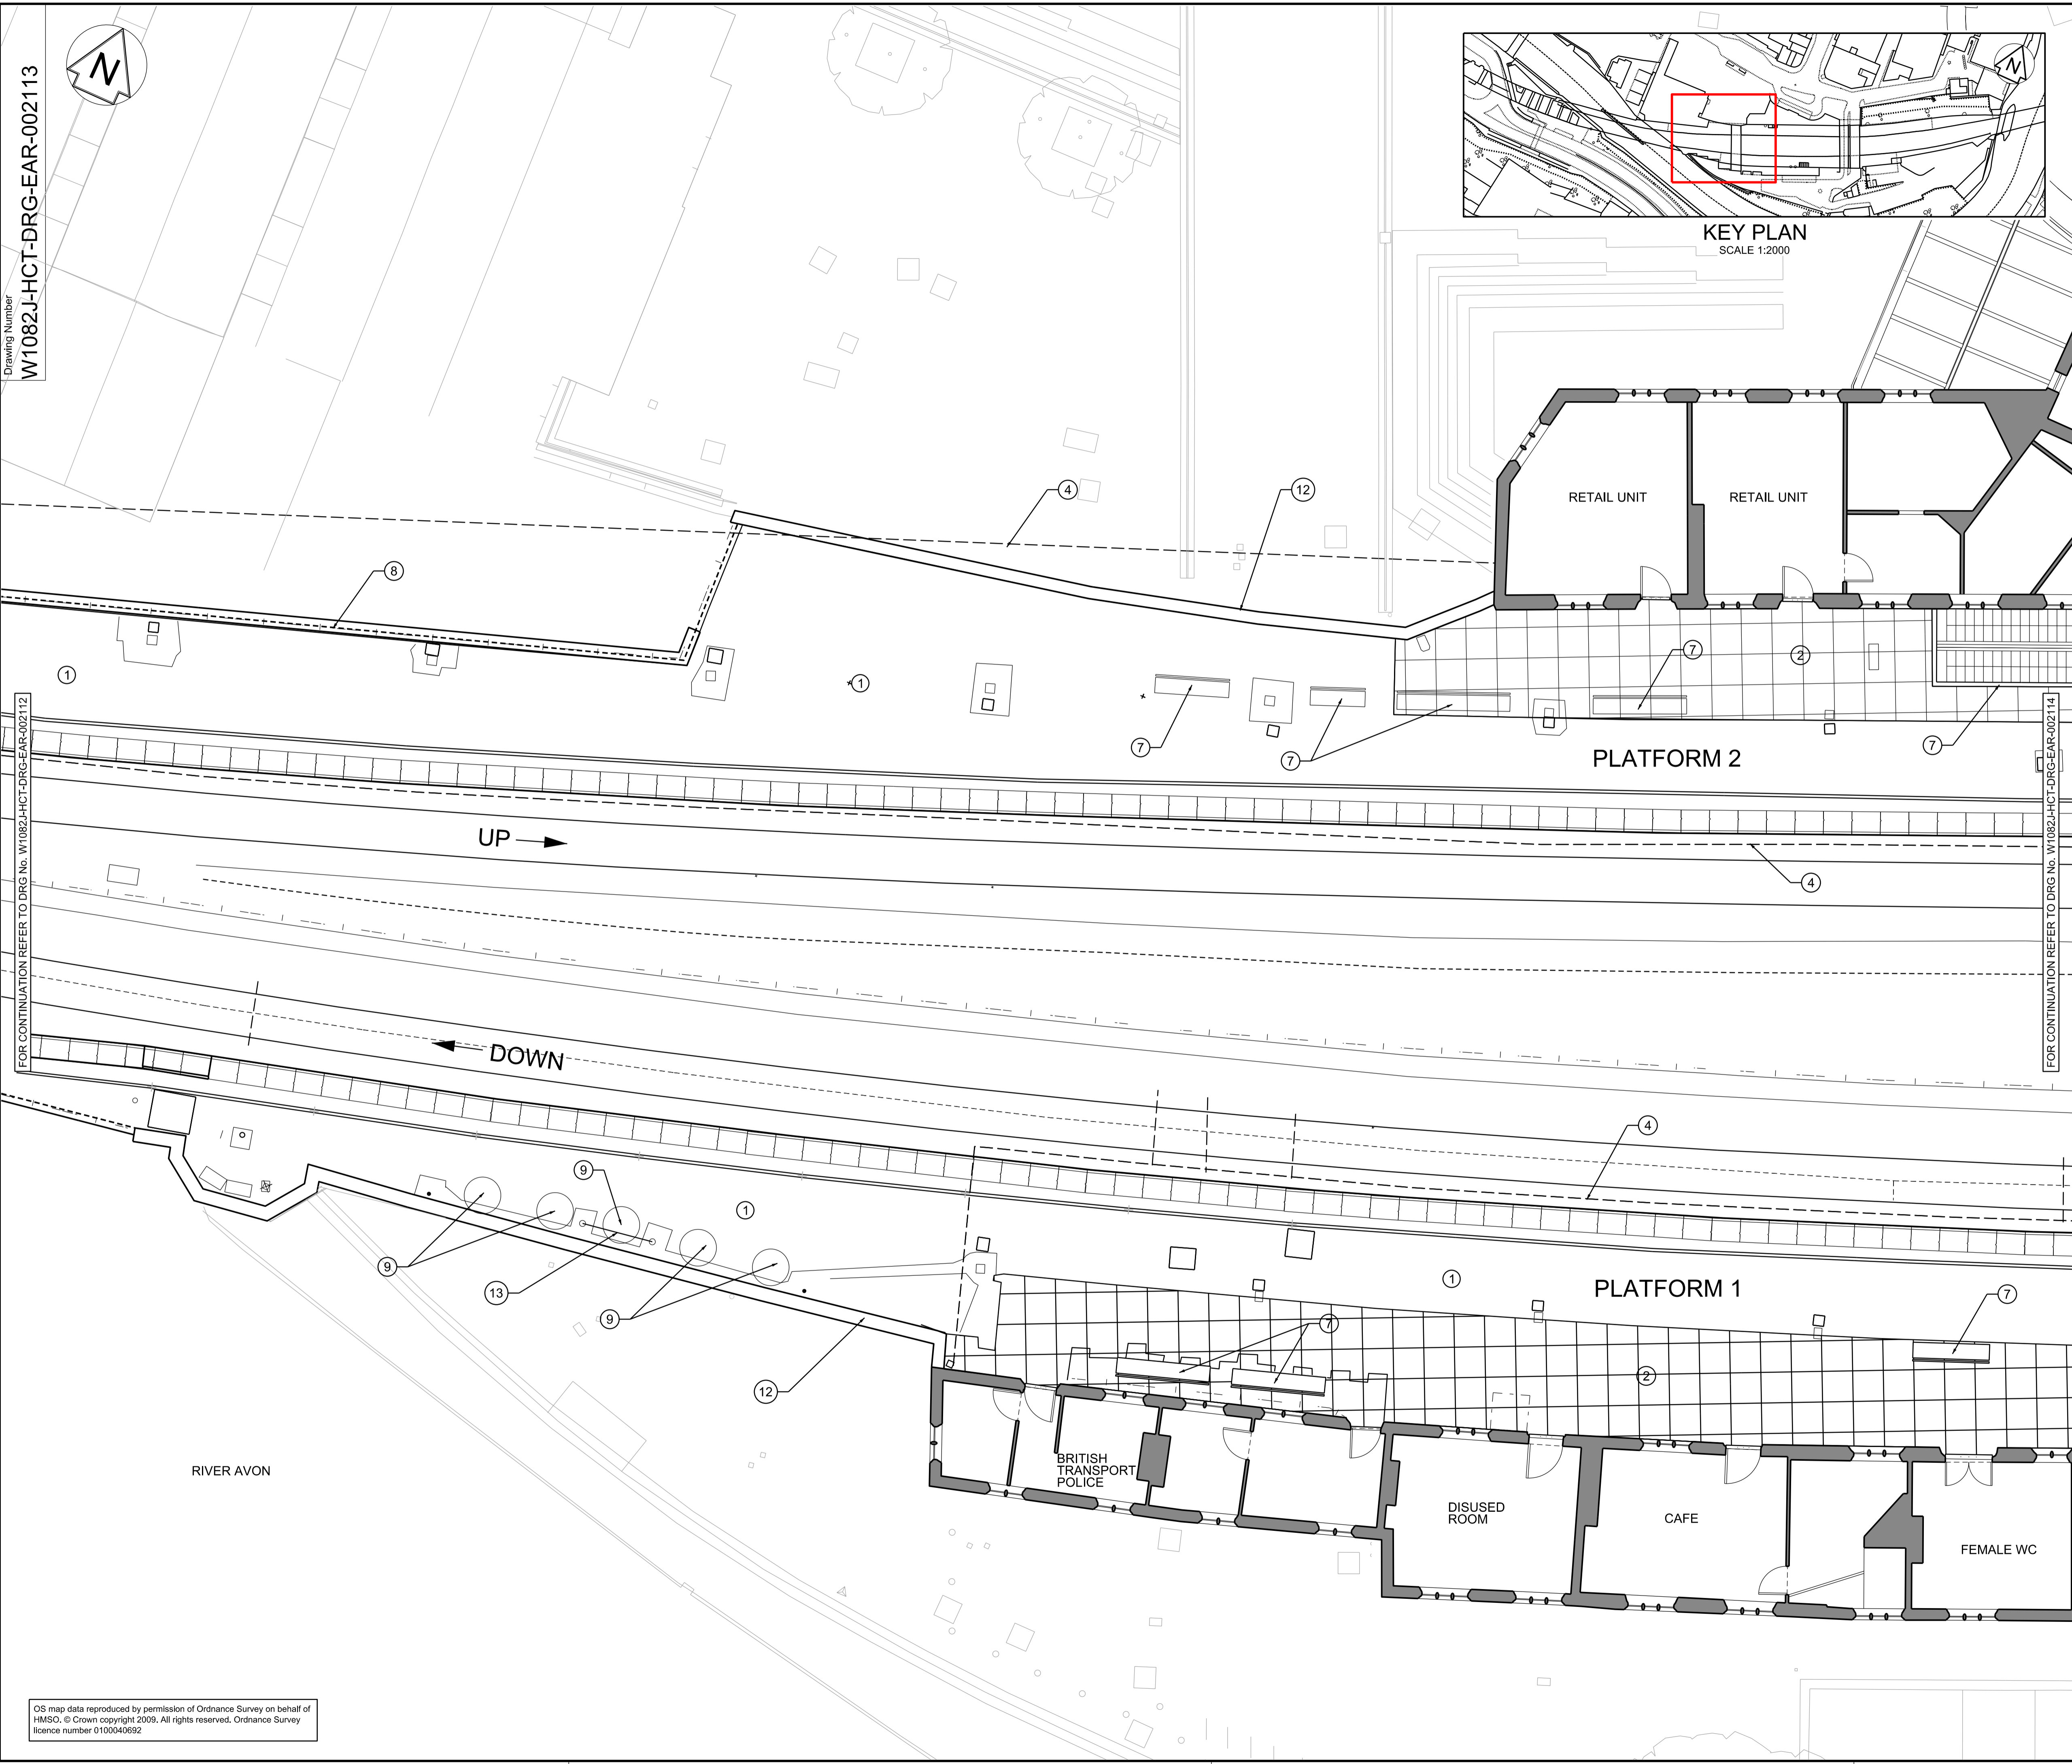 Drawing Number
W1082J-HCT-DRG-EAR-002113
N
N
KEY PLAN
SCALE 1:2000
4
12
RETAIL UNIT
RETAIL UNIT
8
1
1
7
2
7
7
7
7
PLATFORM 2
FOR CONTINUATION REFER TO DRG No. W1082J-HCT-DRG-EAR-002112
FOR CONTINUATION REFER TO DRG No. W1082J-HCT-DRG-EAR-002114
UP
4
DOWN
4
9
1
9
13
9
1
PLATFORM 1
7
7
12
2
RIVER AVON
BRITISH
TRANSPORT
POLICE
DISUSED
ROOM
CAFE
FEMALE WC
OS map data reproduced by permission of Ordnance Survey on behalf of
HMSO. © Crown copyright 2009. All rights reserved. Ordnance Survey
licence number 0100040692